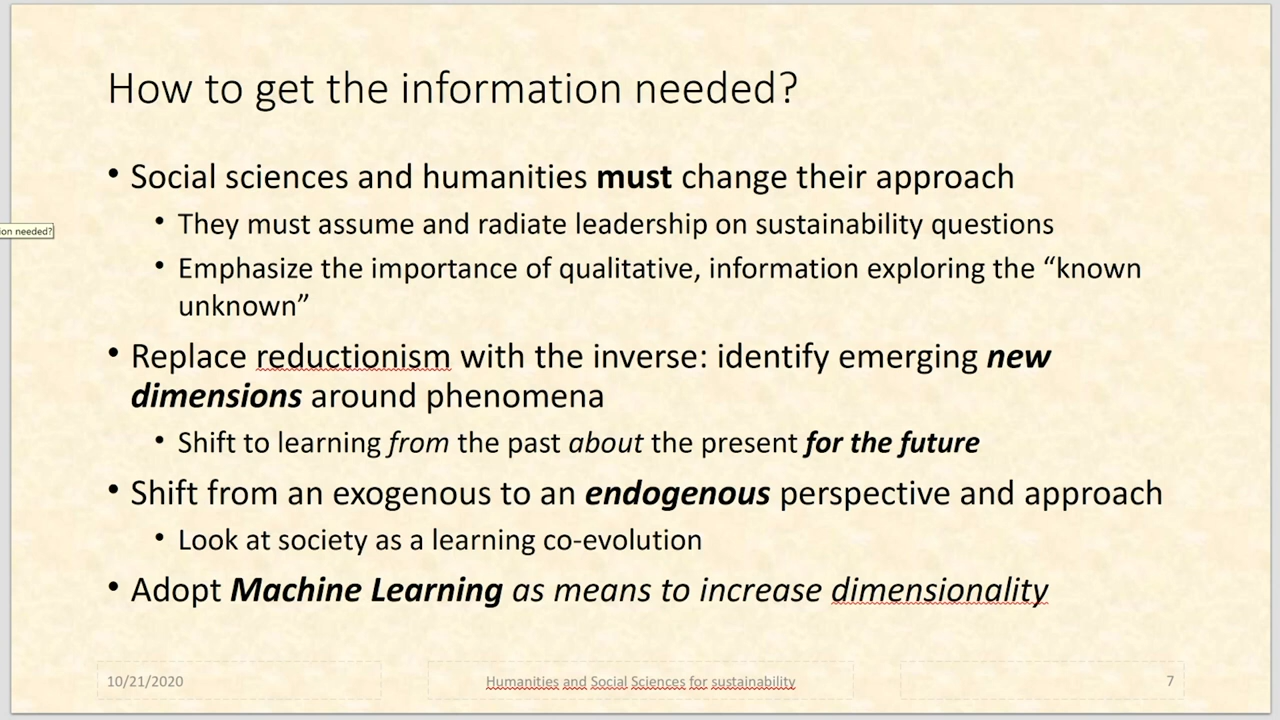 How to get the information needed?
• Social sciences and humanities must change their approach
• They must assume and radiate leadership on sustainability questions
ion needed?
• Emphasize the importance of qualitative, information exploring the “known
unknown”
• Replace reductionism with the inverse: identify emerging new
dimensions around phenomena
• Shift to learning from the past about the present for the future
• Shift from an exogenous to an endogenous perspective and approach
• Look at society as a learning co-evolution
• Adopt Machine Learning as means to increase dimensionality
10/21/2020
Humanities and Social Sciences for sustainability
7